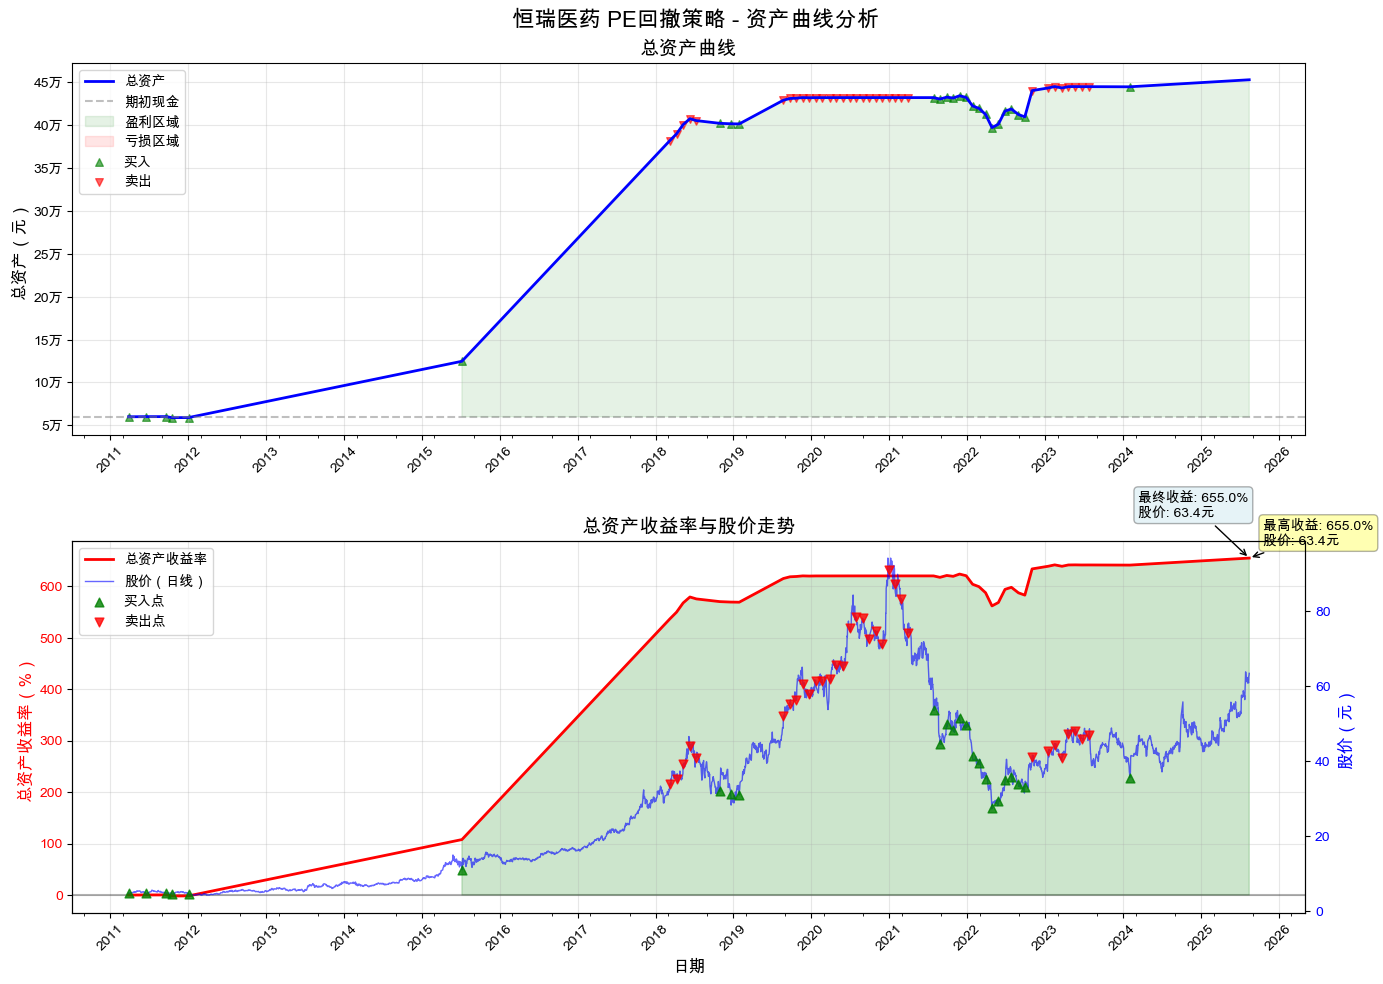 恒瑞医药 PE回撤策略 - 资产曲线分析
总资产曲线
总资产
期初现金
盈利区域
亏损区域
买入
卖出
总资产（元）
45万
40万
35万
30万
25万
20万
15万
10万
5万
2011
2012
2013
2014
2015
2016
2017
2018
2019
2020
2021
2022
2023
2024
2025
2026
总资产收益率与股价走势
最终收益: 655.0%
股价: 63.4元
最高收益: 655.0%
股价: 63.4元
总资产收益率
股价（日线）
买入点
卖出点
总资产收益率（%）
600
500
400
300
200
100
0
股价（元）
80
60
40
20
0
2011
2012
2013
2014
2015
2016
2017
2018
2019
2020
2021
2022
2023
2024
2025
2026
日期